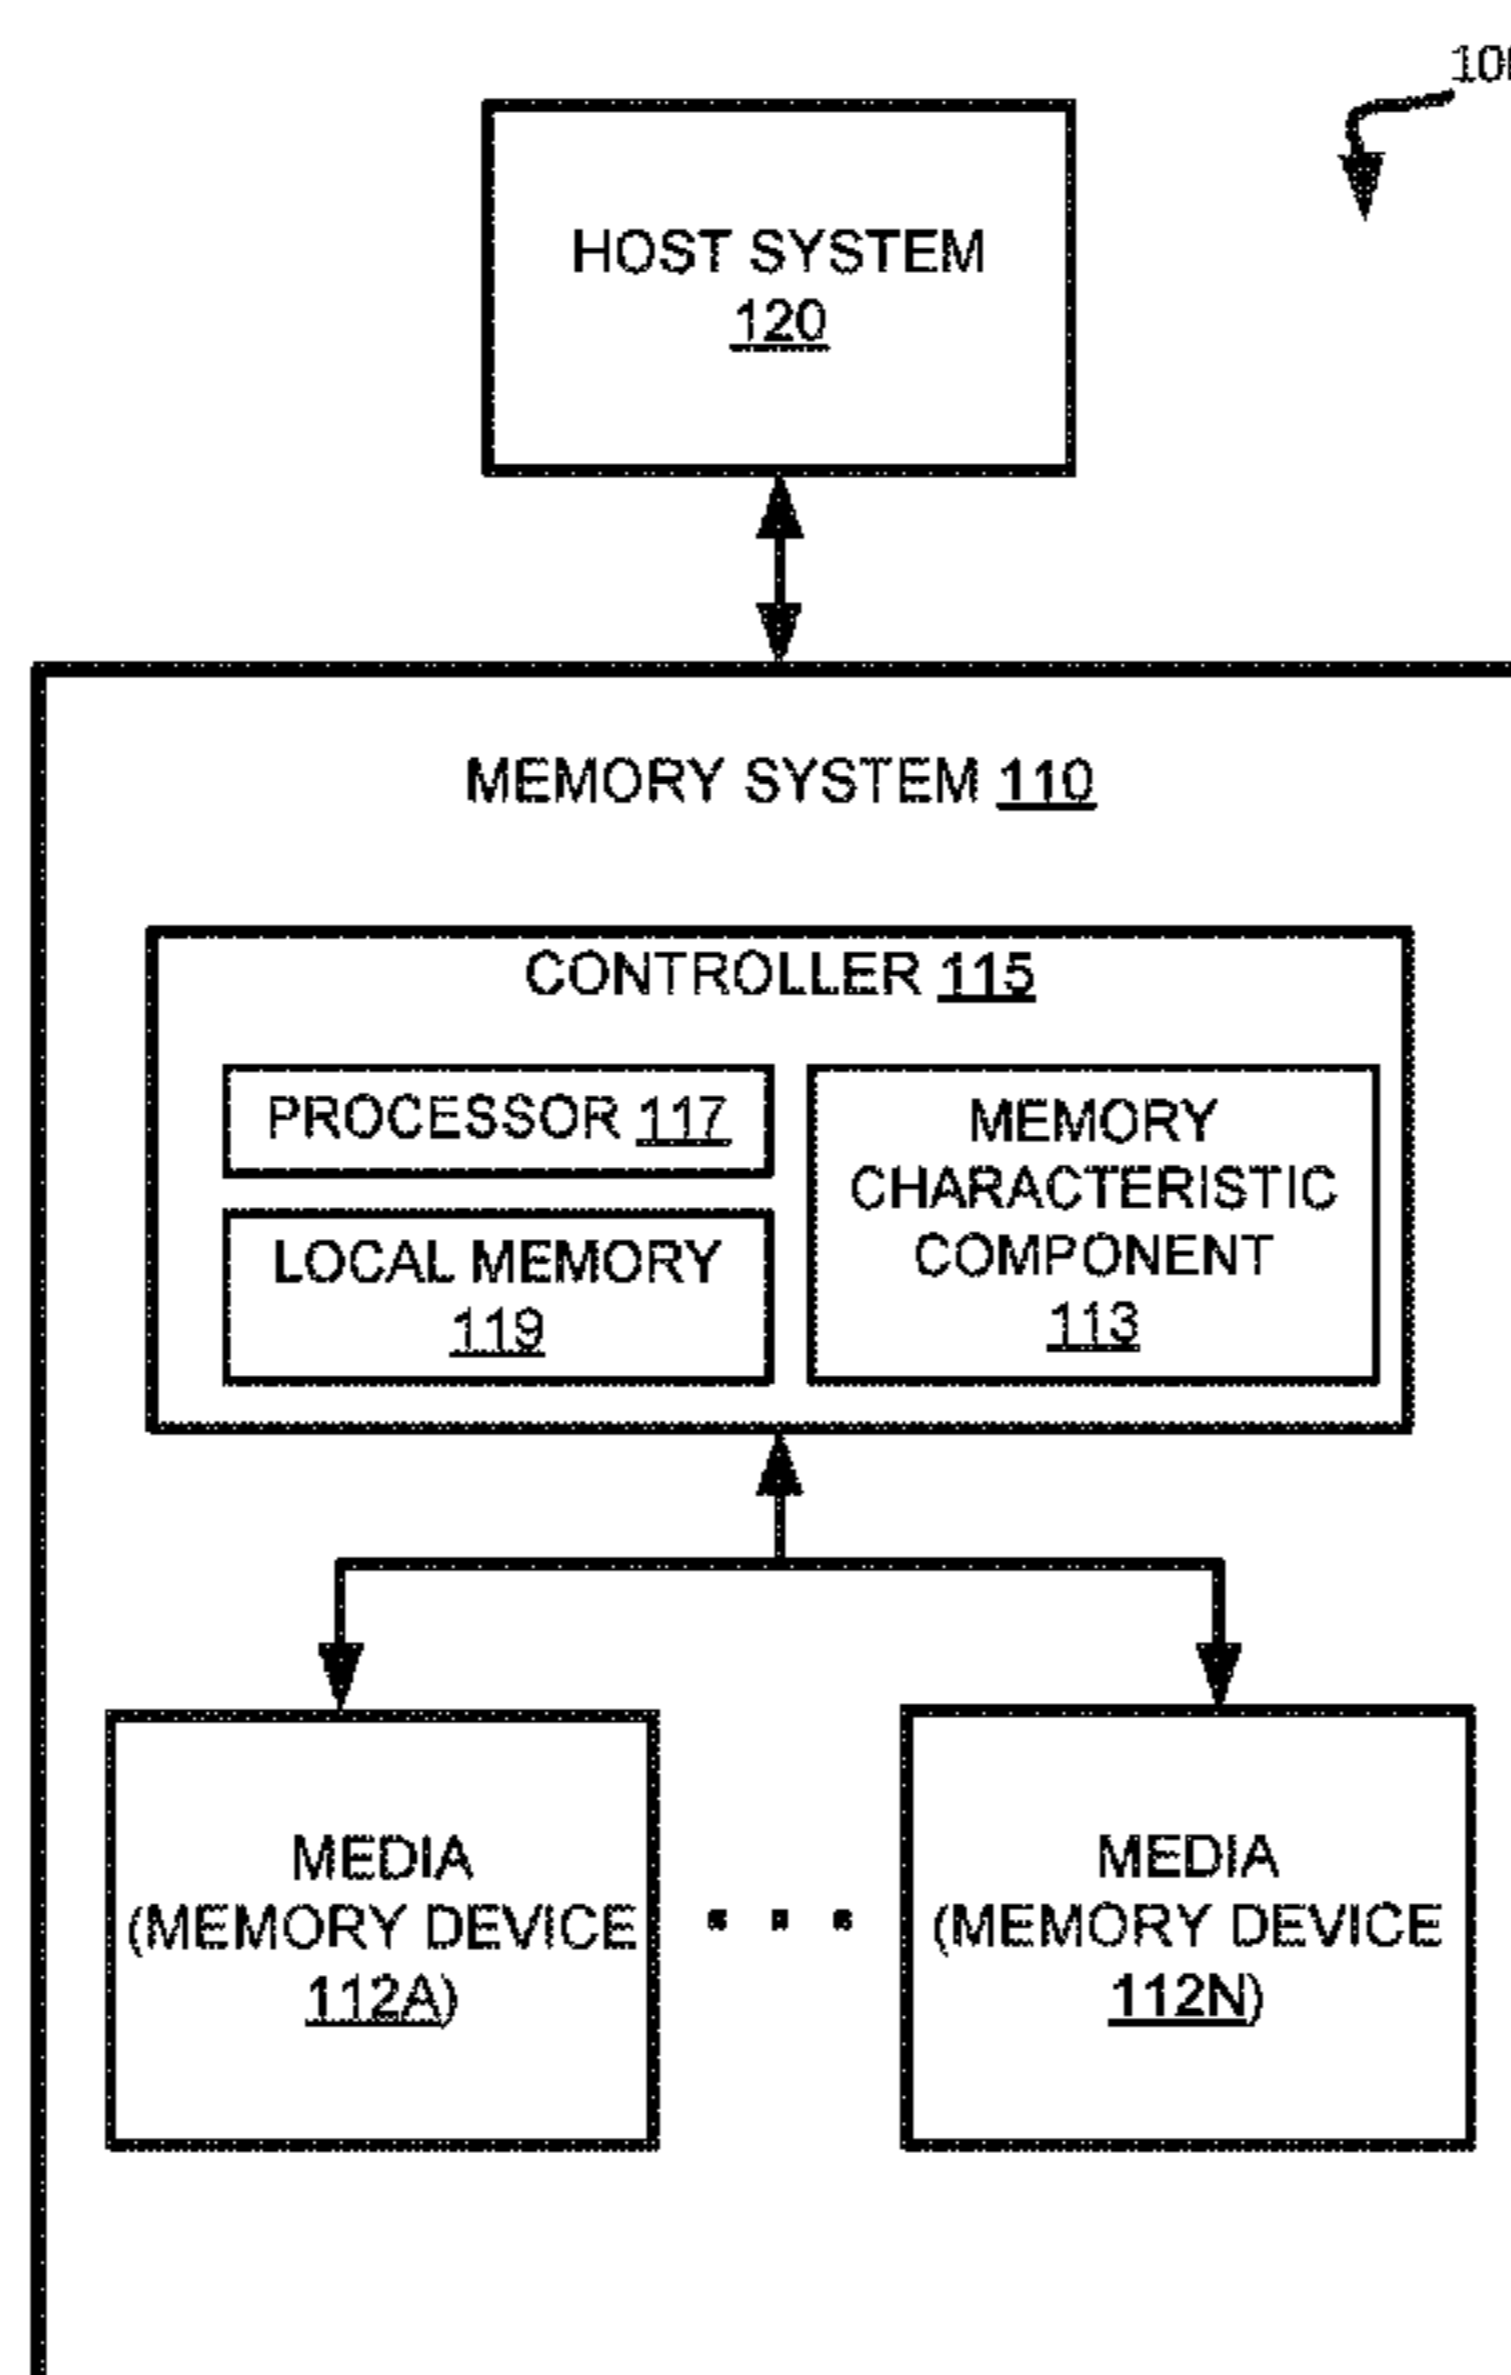 HOST SYSTEM
120
MEMORY SYSTEM 110
CONTROLLER 115
PROCESSOR 117
LOCAL MEMORY
119
MEMORY
CHARACTERISTIC
COMPONENT
113
MEDIA
(MEMORY DEVICE
112A)
. . .
MEDIA
(MEMORY DEVICE
112N)